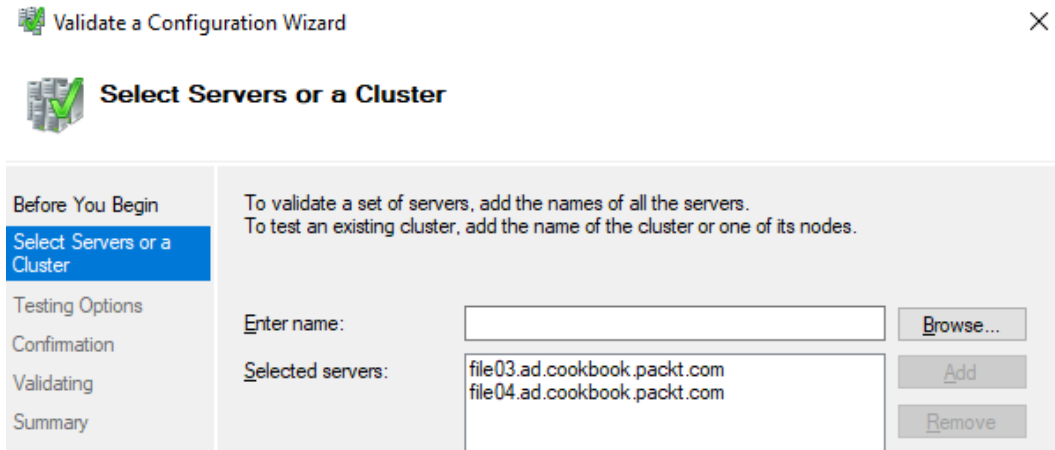 Validate a Configuration Wizard
Select Servers or a Cluster
Before You Begin
Select Servers or a
Cluster
Testing Options
Confirmation
Validating
Summary
To validate a set of servers, add the names of all the servers.
To test an existing cluster, add the name of the cluster or one of its nodes.
Enter name:
Browse...
Selected servers:
file03.ad.cookbook.packt.com
file04.ad.cookbook.packt.com
Add
Remove